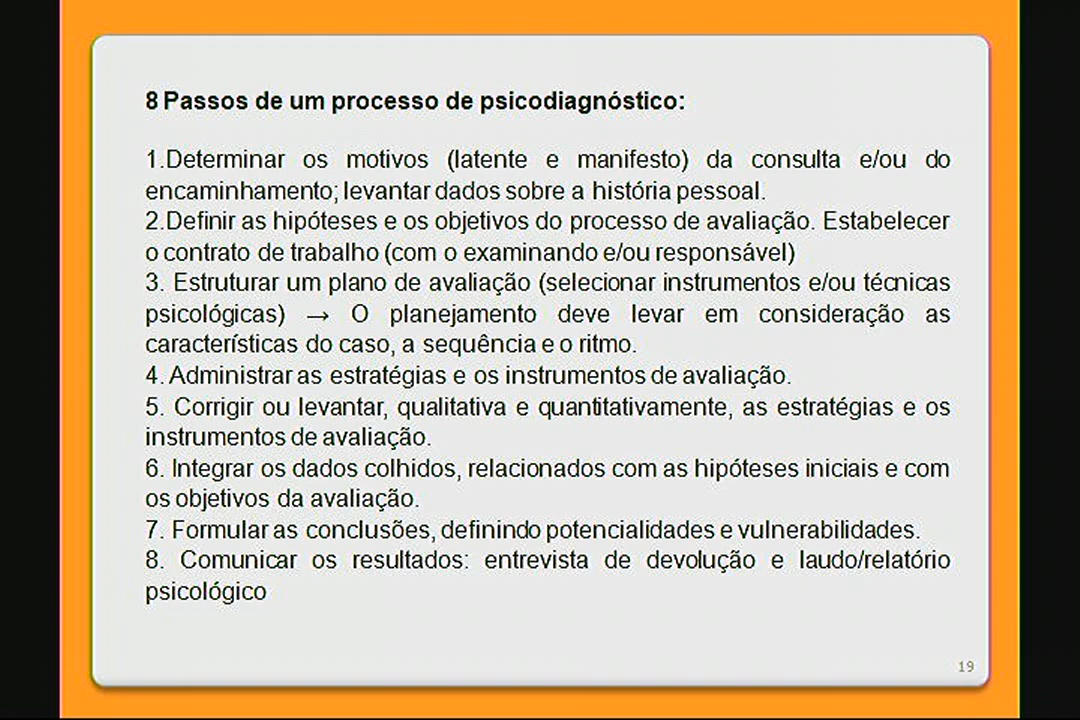 8 Passos de um processo de psicodiagnóstico:
1.Determinar os motivos (latente e manifesto) da consulta e/ou do
encaminhamento; levantar dados sobre a história pessoal.
2.Definir as hipóteses e os objetivos do processo de avaliação. Estabelecer
o contrato de trabalho (com o examinando e/ou responsável)
3. Estruturar um plano de avaliação (selecionar instrumentos e/ou técnicas
psicológicas) → O planejamento deve levar em consideração as
características do caso, a sequência e o ritmo.
4. Administrar as estratégias e os instrumentos de avaliação.
5. Corrigir ou levantar, qualitativa e quantitativamente, as estratégias e os
instrumentos de avaliação.
6. Integrar os dados colhidos, relacionados com as hipóteses iniciais e com
os objetivos da avaliação.
7. Formular as conclusões, definindo potencialidades e vulnerabilidades.
8. Comunicar os resultados: entrevista de devolução e laudo/relatório
psicológico
19